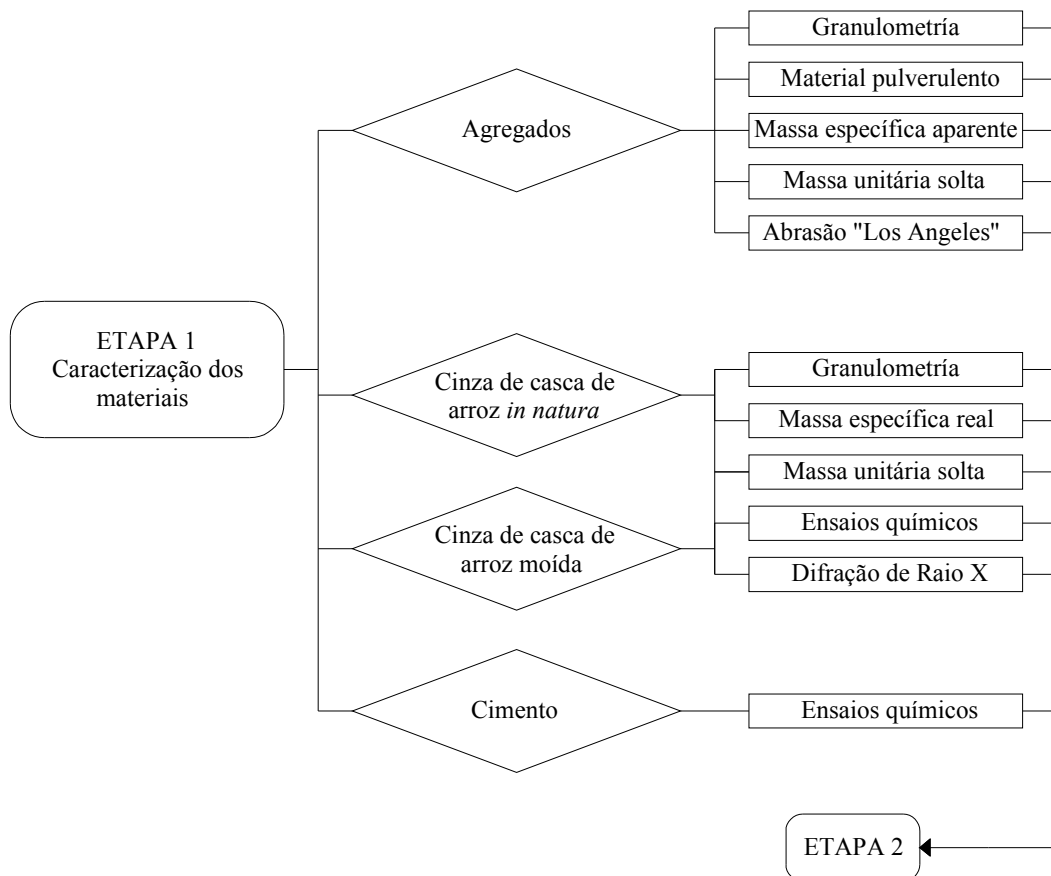 Granulometría
Material pulverulento
Agregados
Massa específica aparente
Massa unitária solta
Abrasão "Los Angeles"
ETAPA 1
Caracterização dos
materiais
Cinza de casca de
arroz in natura
Granulometría
Massa específica real
Massa unitária solta
Cinza de casca de
arroz moída
Ensaios químicos
Difração de Raio X
Cimento
Ensaios químicos
ETAPA 2